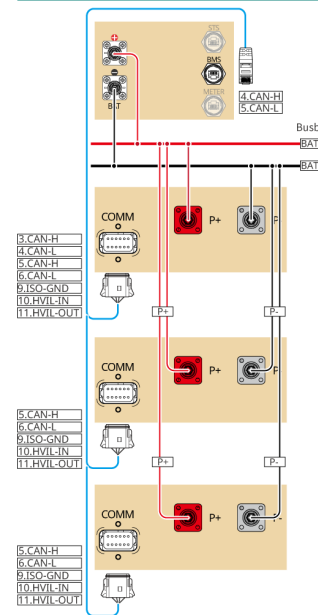 STS
BMS
METER
BAT
4.CAN-H
5.CAN-L
Busb
BAT
BAT
COMM
P+
P-
3.CAN-H
4.CAN-L
5.CAN-H
6.CAN-L
9.ISO-GND
10.HVIL-IN
11.HVIL-OUT
P+
P-
COMM
P+
P-
5.CAN-H
6.CAN-L
9.ISO-GND
10.HVIL-IN
11.HVIL-OUT
P+
P-
COMM
P+
P-
5.CAN-H
6.CAN-L
9.ISO-GND
10.HVIL-IN
11.HVIL-OUT